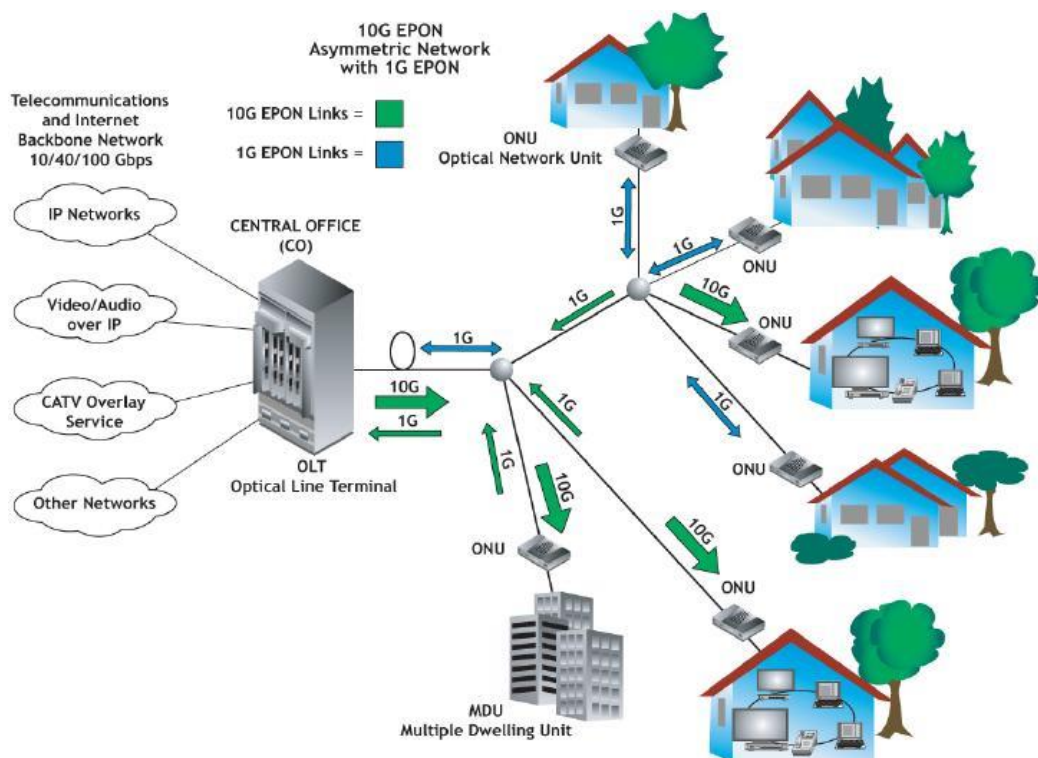 10G EPON
Asymmetric Network
with 1G EPON
10G EPON Links =
1G EPON Links =
Telecommunications
and Internet
Backbone Network
10/40/100 Gbps
IP Networks
Video/Audio
over IP
CATV Overlay
Service
Other Networks
CENTRAL OFFICE
(CO)
OLT
Optical Line Terminal
1G
10G
1G
ONU
Optical Network Unit
1G
1G
ONU
1G
10G
ONU
1G
ONU
1G
1G
10G
ONU
10G
ONU
MDU
Multiple Dwelling Unit